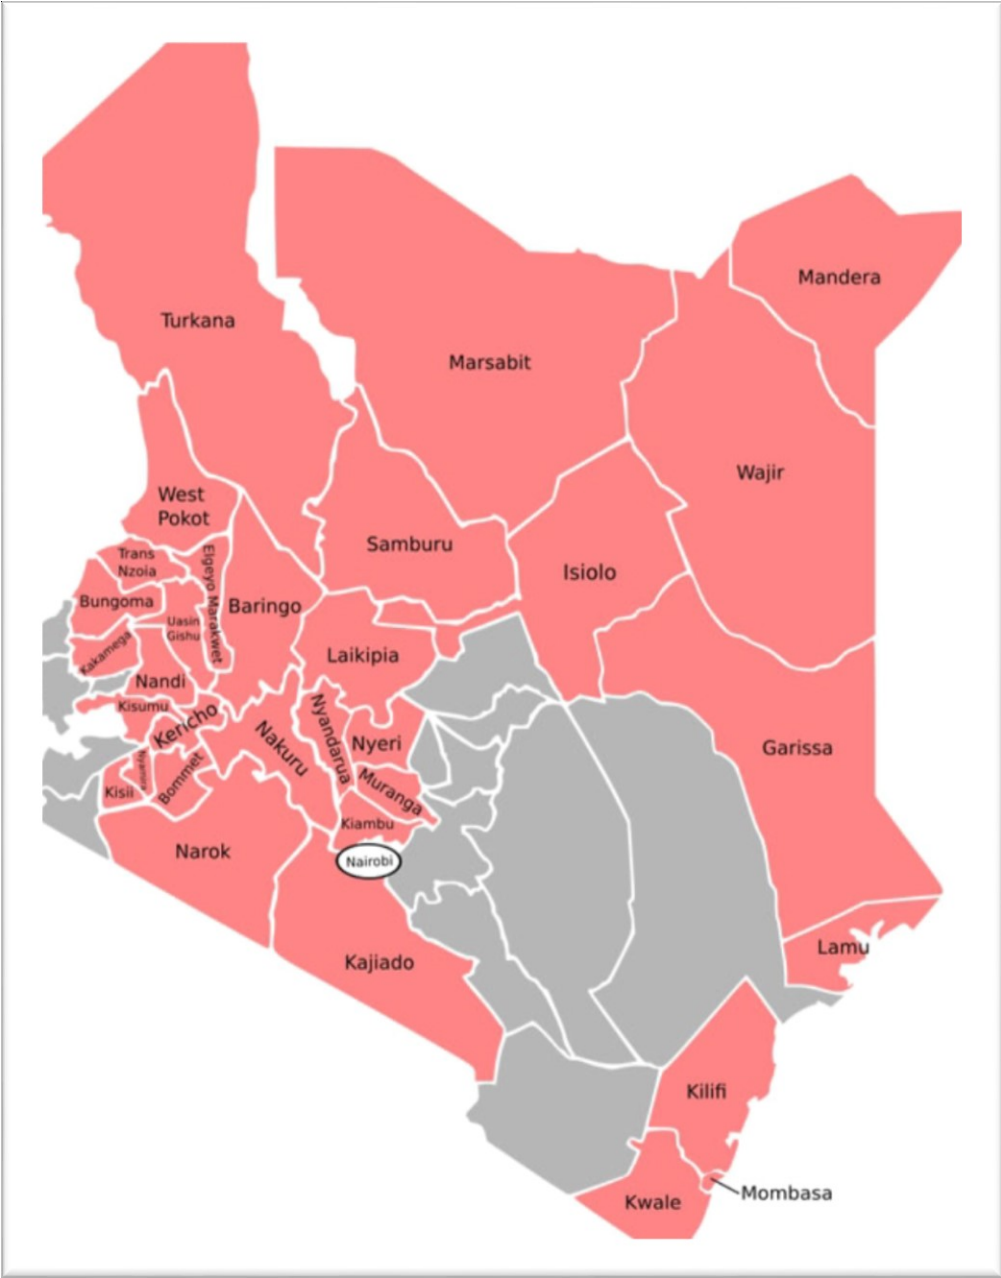 Mandera
Turkana
Marsabit
Wajir
West
Pokot
Samburu
Isiolo
Trans
Nzoia
Elgeyo Marakwet
Bungoma
Baringo
Uasin
Gishu
Kakamega
Laikipia
Nandi
Kisumu
Kericho
Nyandarua
Nakuru
Nyeri
Garissa
Nyamira
Kisii
Bommet
Muranga
Kiambu
Narok
Nairobi
Lamu
Kajiado
Kilifi
Mombasa
Kwale